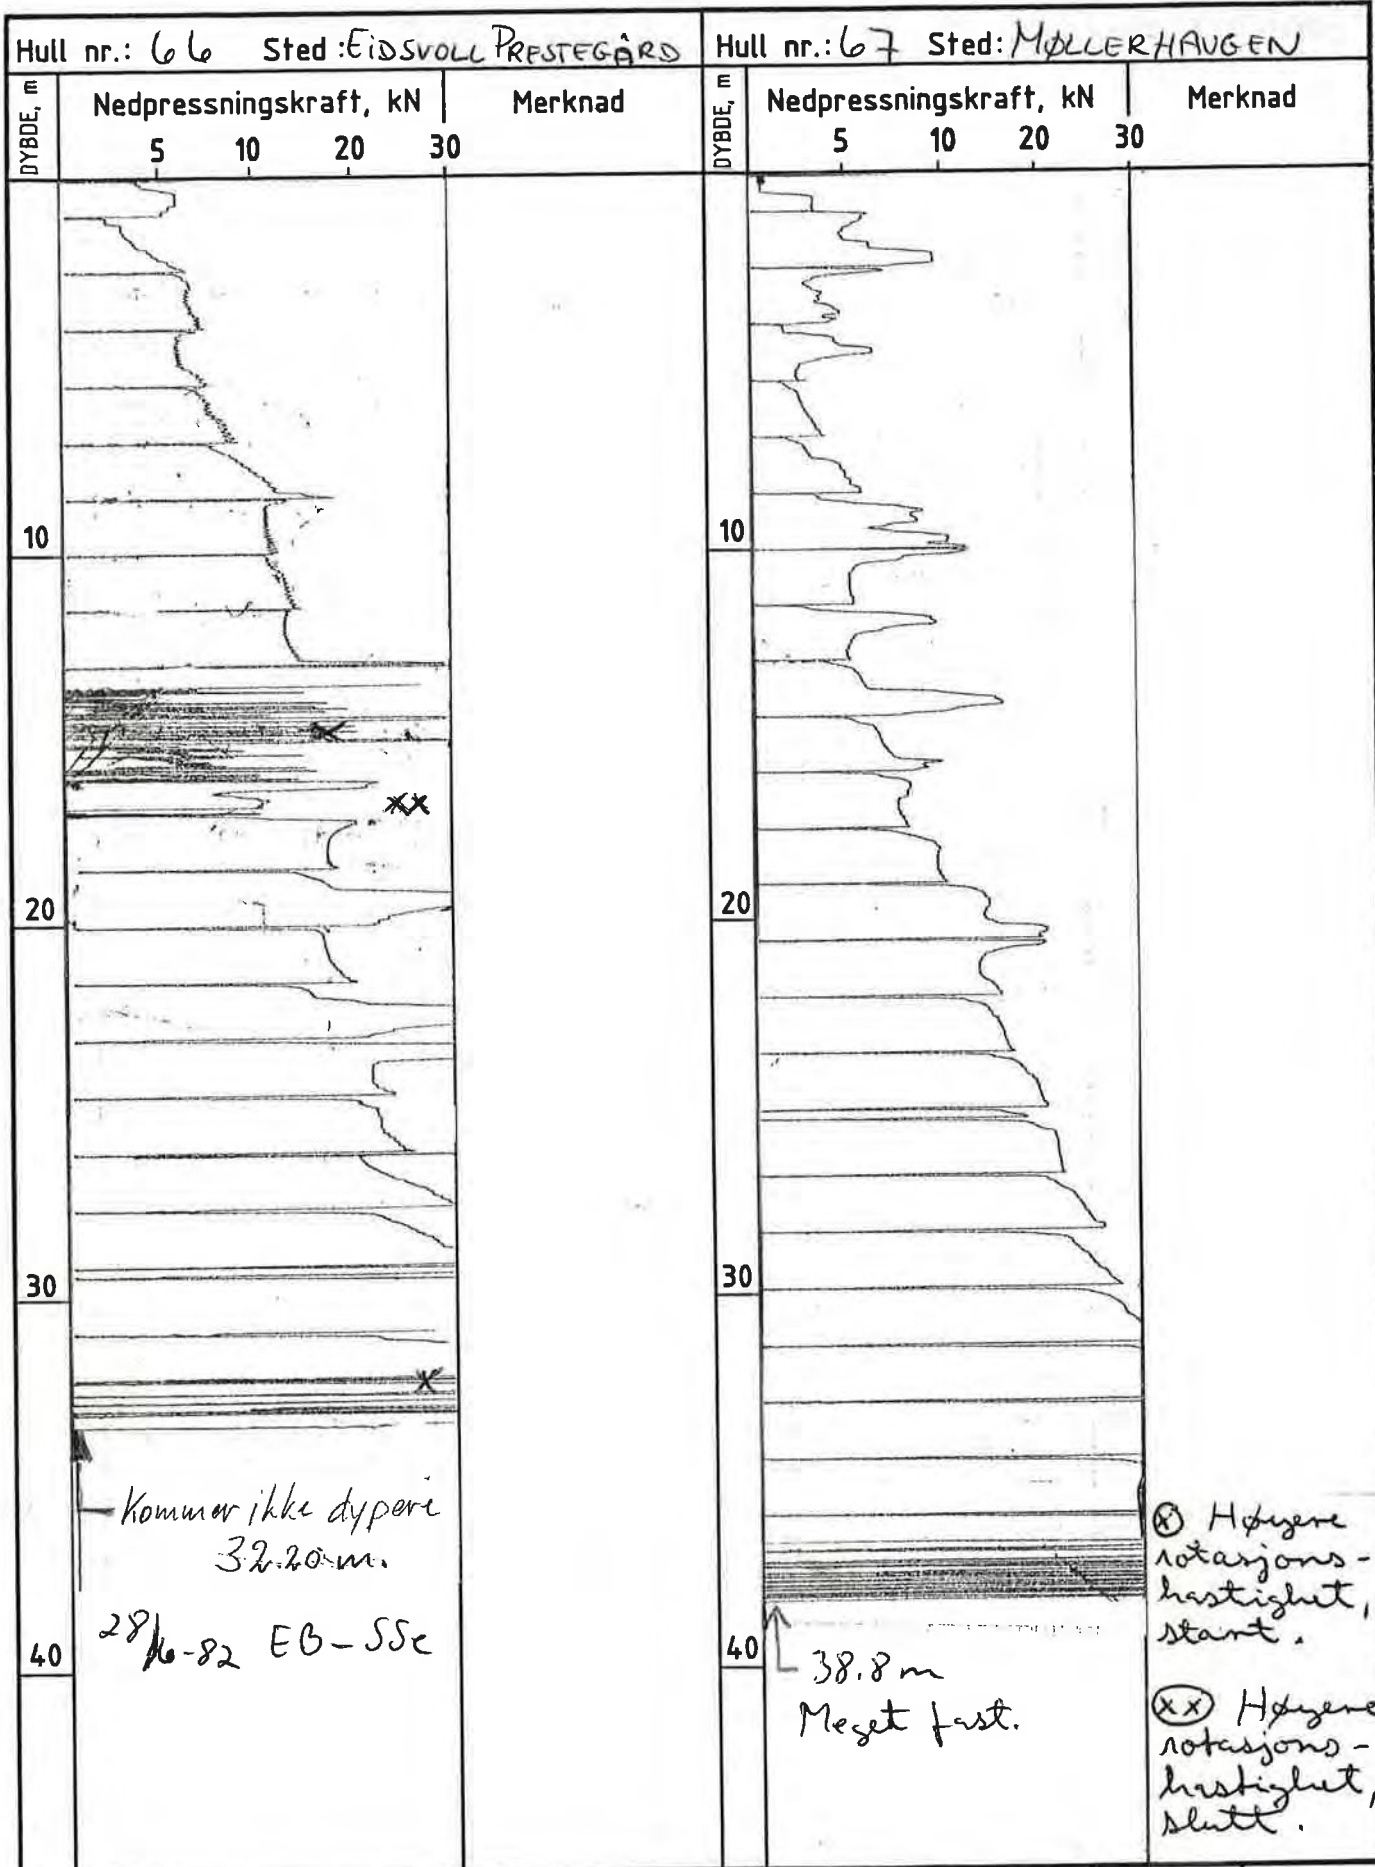 Hull nr.: 66 Sted: EIDSVOLL PRESTEGÅRD
DYBDE, m
Nedpressningskraft, kN
Merknad
5 10 20 30
10
20
30
40
X
XX
X
Kommer ikke dypere
32.20 m.
28/6-82 EB-SSe
Hull nr.: 67 Sted: MØLLERHAUGEN
DYBDE, m
Nedpressningskraft, kN
Merknad
5 10 20 30
10
20
30
40
38.8 m
Meget fast.
X Høyere
rotasjons-
hastighet,
start.
XX Høyere
rotasjons-
hastighet,
slutt.